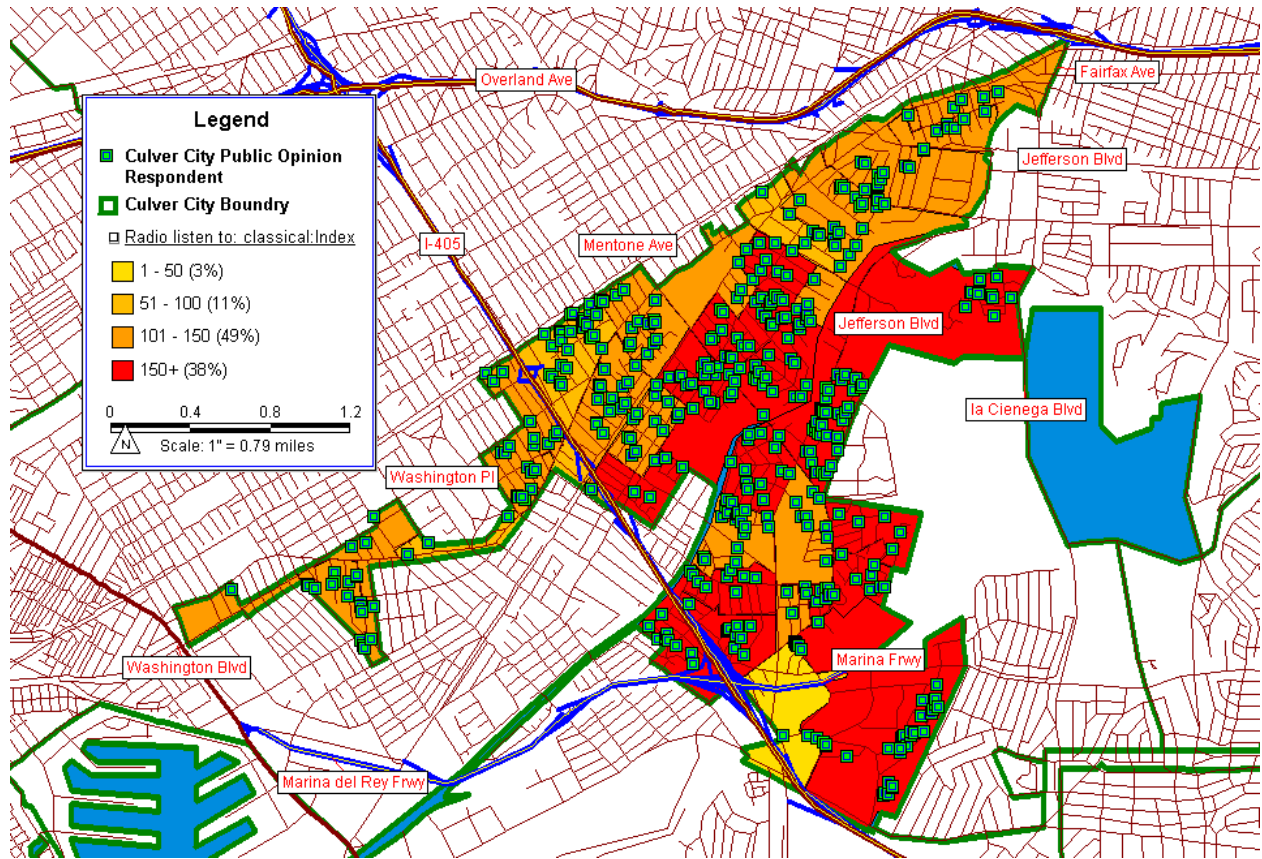 Overland Ave
Fairfax Ave
Legend
Culver City Public Opinion
Respondent
Culver City Boundry
Radio listen to: classical:Index
1 - 50 (3%)
51 - 100 (11%)
101 - 150 (49%)
150+ (38%)
0 0.4 0.8 1.2
N
Scale: 1" = 0.79 miles
Jefferson Blvd
I-405
Mentone Ave
Jefferson Blvd
la Cienega Blvd
Washington Pl
Washington Blvd
Marina Frwy
Marina del Rey Frwy